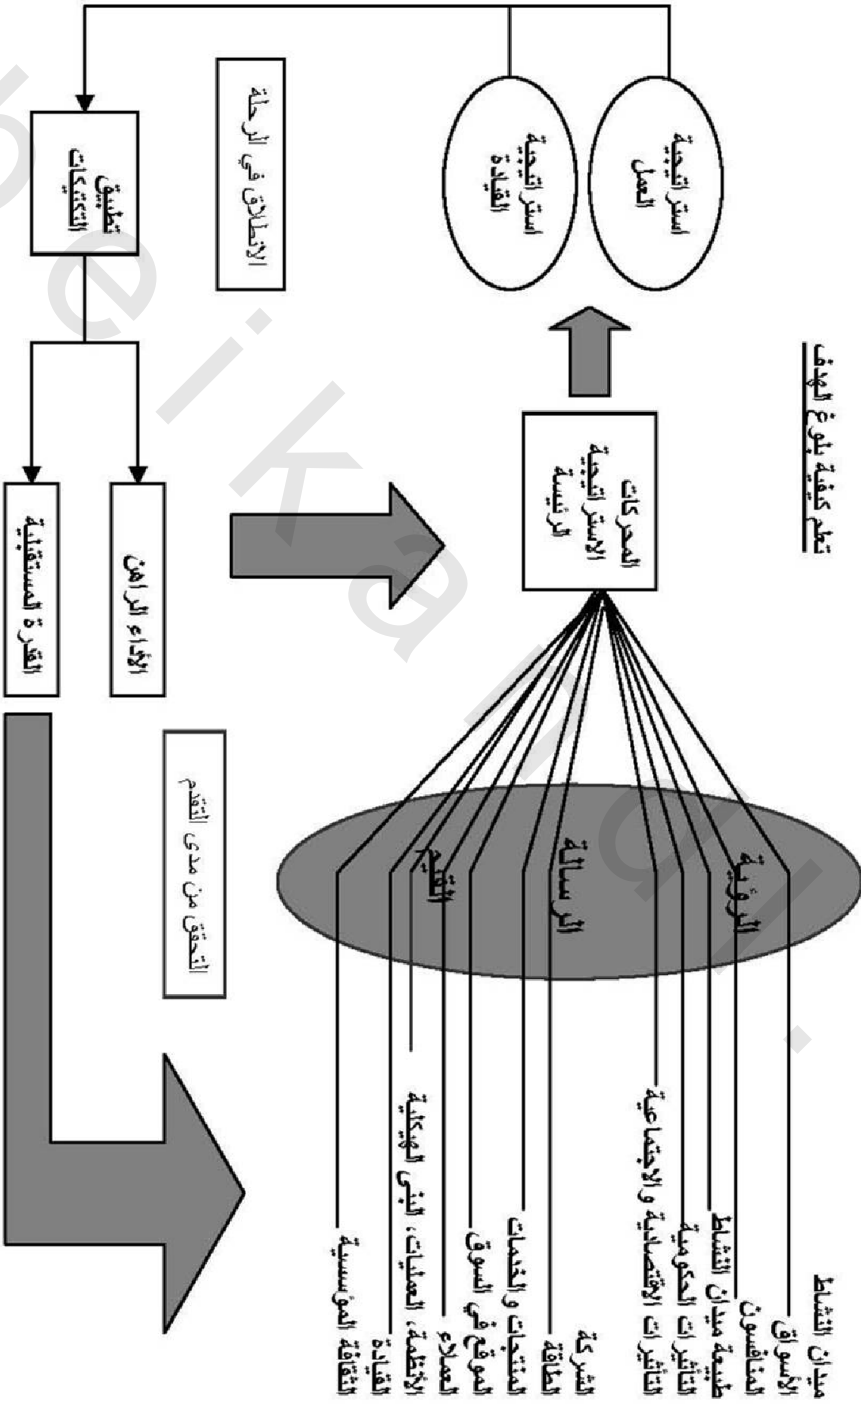 تعلم كيفية بلوغ الهدف
ميدان النشاط
الأسواق
المنافسون
طبيعة ميدان النشاط
التأثيرات الحكومية
التأثيرات الاقتصادية والاجتماعية
الشركة
الطاقة
المنتجات والخدمات
الموقع في السوق
العملاء
الأنظمة، العمليات، البنى الهيكلية
القيادة
الثقافة المؤسسية
الرؤية
الرسالة
القيم
المحركات
الاستراتيجية
الرئيسة
استراتيجية
العمل
استراتيجية
القيادة
الانطلاق في الرحلة
تطبيق
التكتيكات
الأداء الراهن
القدرة المستقبلية
التحقق من مدى التقدم
beikandl.